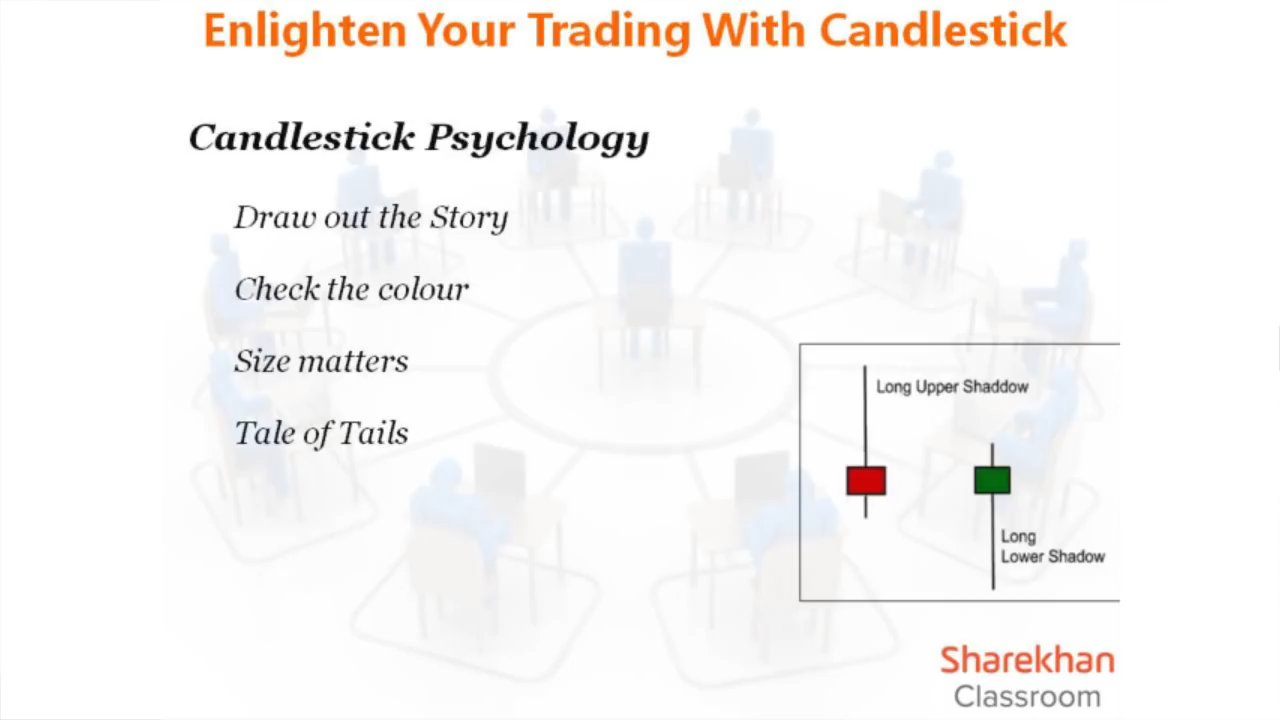 Enlighten Your Trading With Candlestick
Candlestick Psychology
Draw out the Story
Check the colour
Size matters
Tale of Tails
Long Upper Shaddow
Long
Lower Shadow
Sharekhan
Classroom